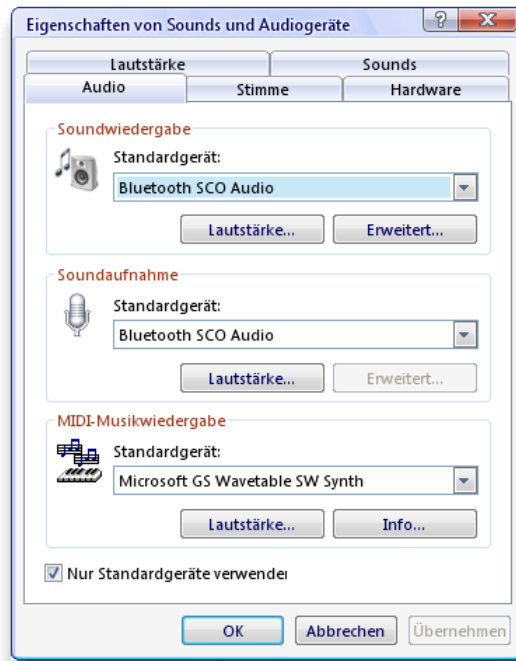 Eigenschaften von Sounds und Audiogeräte
Lautstärke
Sounds
Audio
Stimme
Hardware
Soundwiedergabe
Standardgerät:
Bluetooth SCO Audio
Lautstärke...
Erweitert...
Soundaufnahme
Standardgerät:
Bluetooth SCO Audio
Lautstärke...
Erweitert...
MIDI-Musikwiedergabe
Standardgerät:
Microsoft GS Wavetable SW Synth
Lautstärke...
Info...
Nur Standardgeräte verwender
OK
Abbrechen
Übernehmen